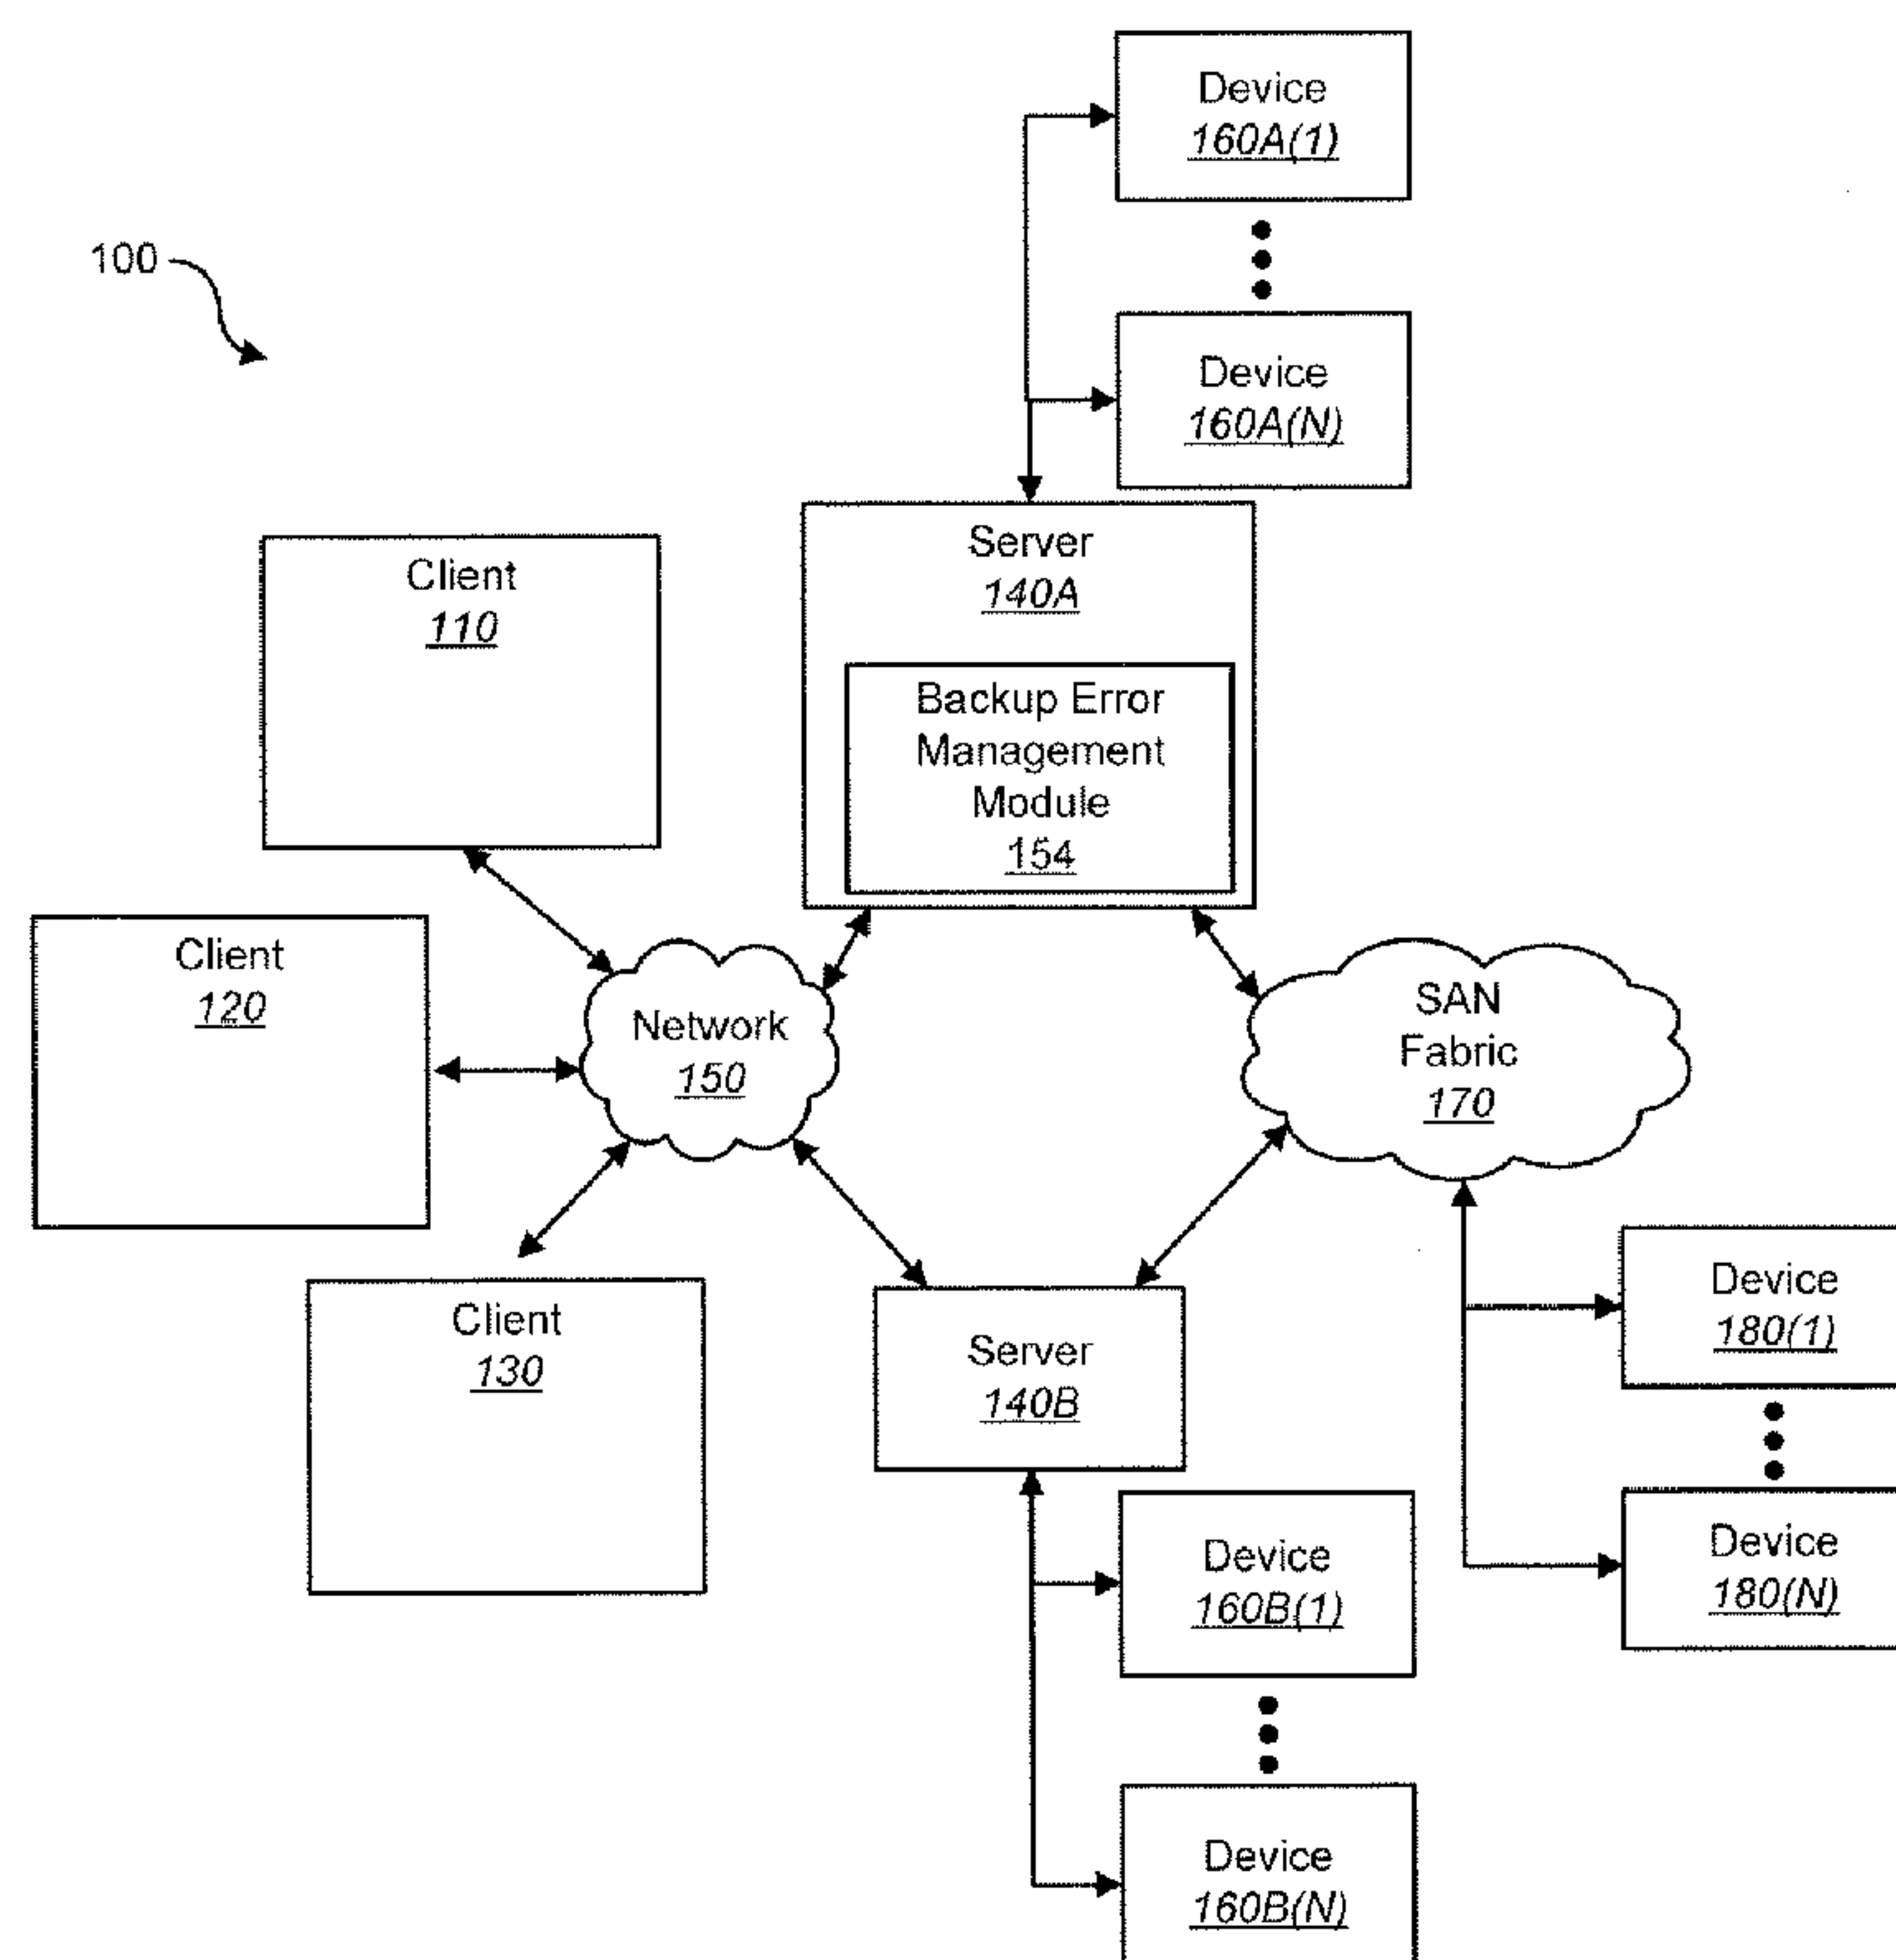 Device
160A(1)
100
Device
160A(N)
Server
140A
Client
110
Backup Error
Management
Module
154
Client
120
Network
150
SAN
Fabric
170
Client
130
Server
140B
Device
180(1)
Device
180(N)
Device
160B(1)
Device
160B(N)